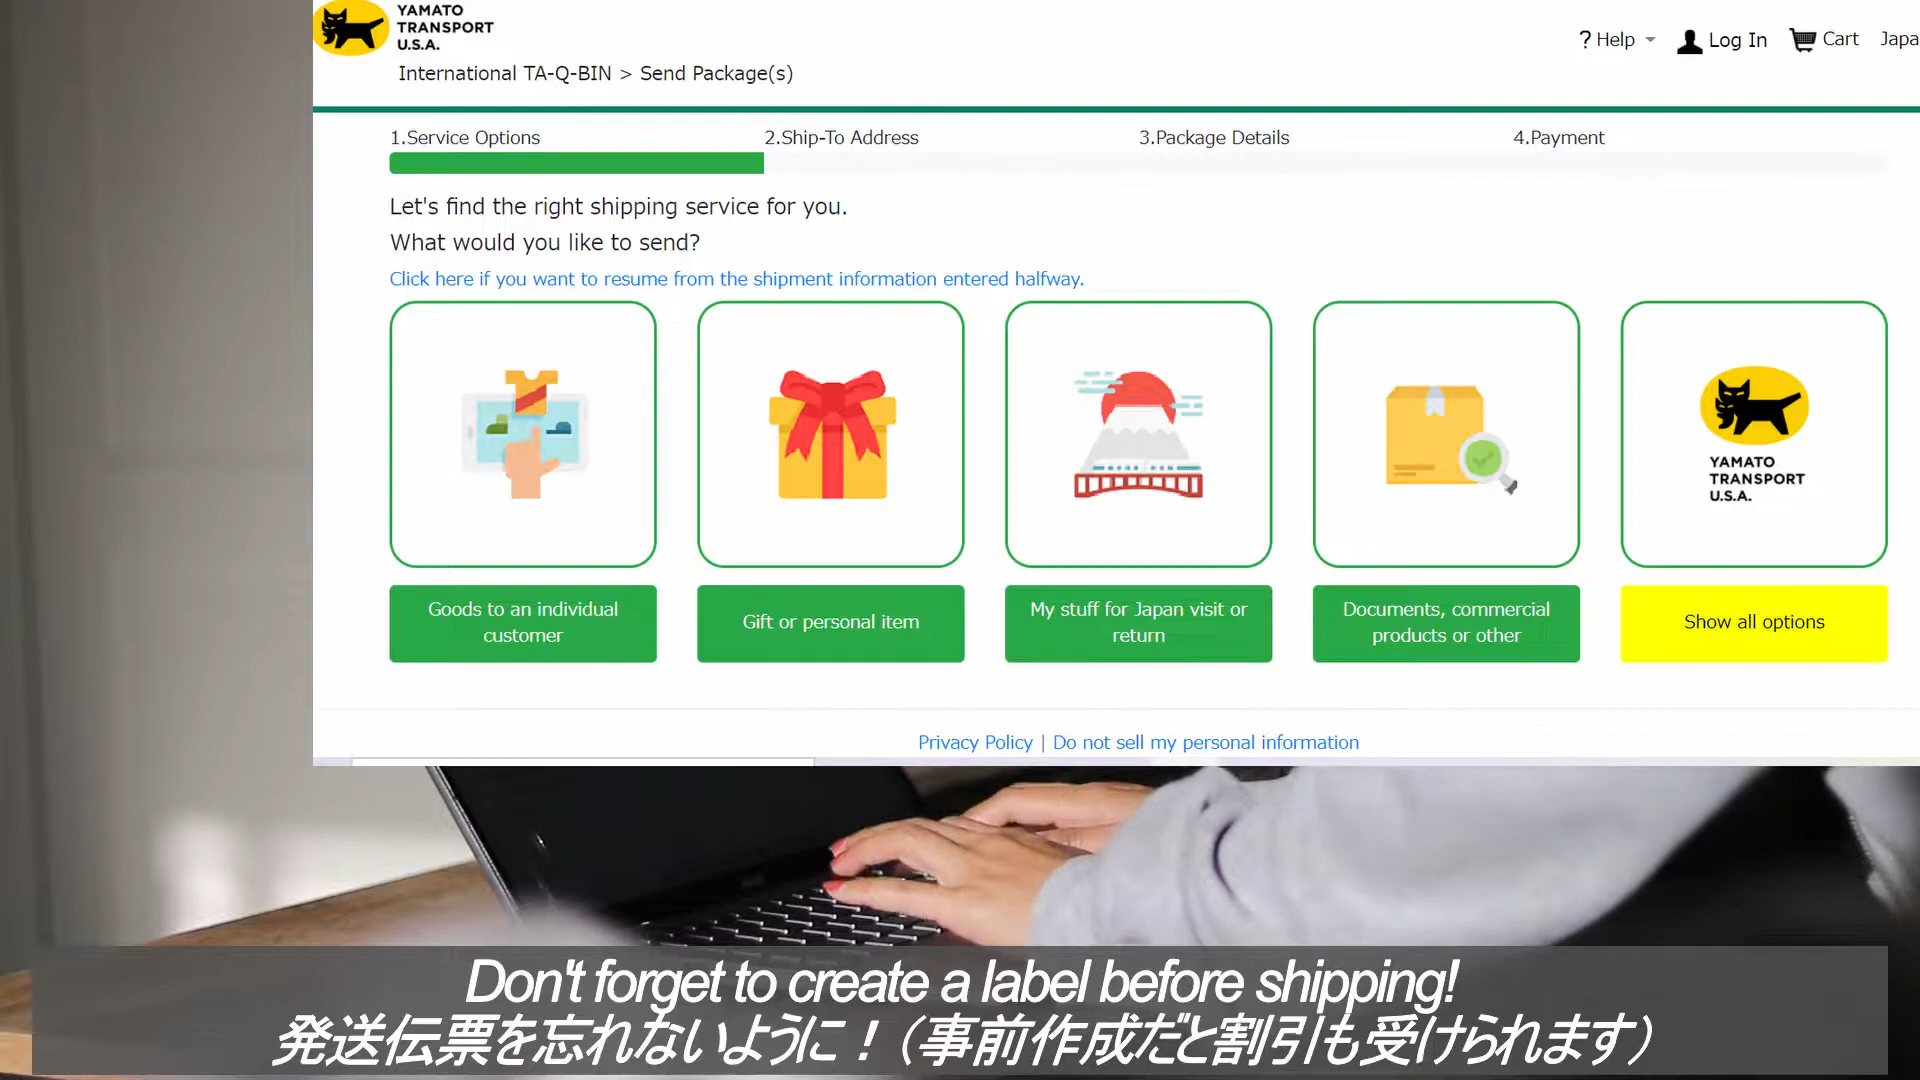 YAMATO
TRANSPORT
U.S.A.
? Help
Log In
Cart
Japa
International TA-Q-BIN > Send Package(s)
1.Service Options
2.Ship-To Address
3.Package Details
4.Payment
Let's find the right shipping service for you.
What would you like to send?
Click here if you want to resume from the shipment information entered halfway.
YAMATO
TRANSPORT
U.S.A.
Goods to an individual
customer
Gift or personal item
My stuff for Japan visit or
return
Documents, commercial
products or other
Show all options
Privacy Policy | Do not sell my personal information
Don't forget to create a label before shipping!
発送伝票を忘れないように！（事前作成だと割引も受けられます）